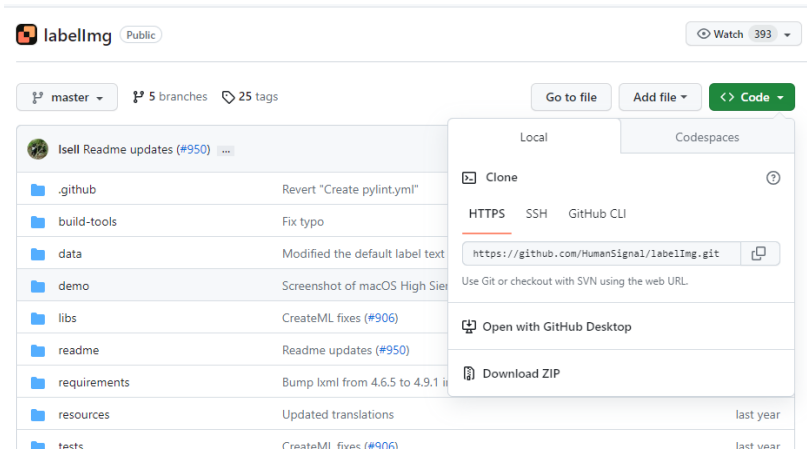 labelImg Public Watch 393
master 5 branches 25 tags Go to file Add file <> Code
Isell Readme updates (#950) ...
Local Codespaces
Clone
HTTPS SSH GitHub CLI
https://github.com/HumanSignal/labelImg.git
Use Git or checkout with SVN using the web URL.
Open with GitHub Desktop
Download ZIP
.github Revert "Create pylint.yml"
build-tools Fix typo
data Modified the default label text
demo Screenshot of macOS High Sier
libs CreateML fixes (#906)
readme Readme updates (#950)
requirements Bump lxml from 4.6.5 to 4.9.1 i
resources Updated translations last year
tests CreateML fixes (#906) last year